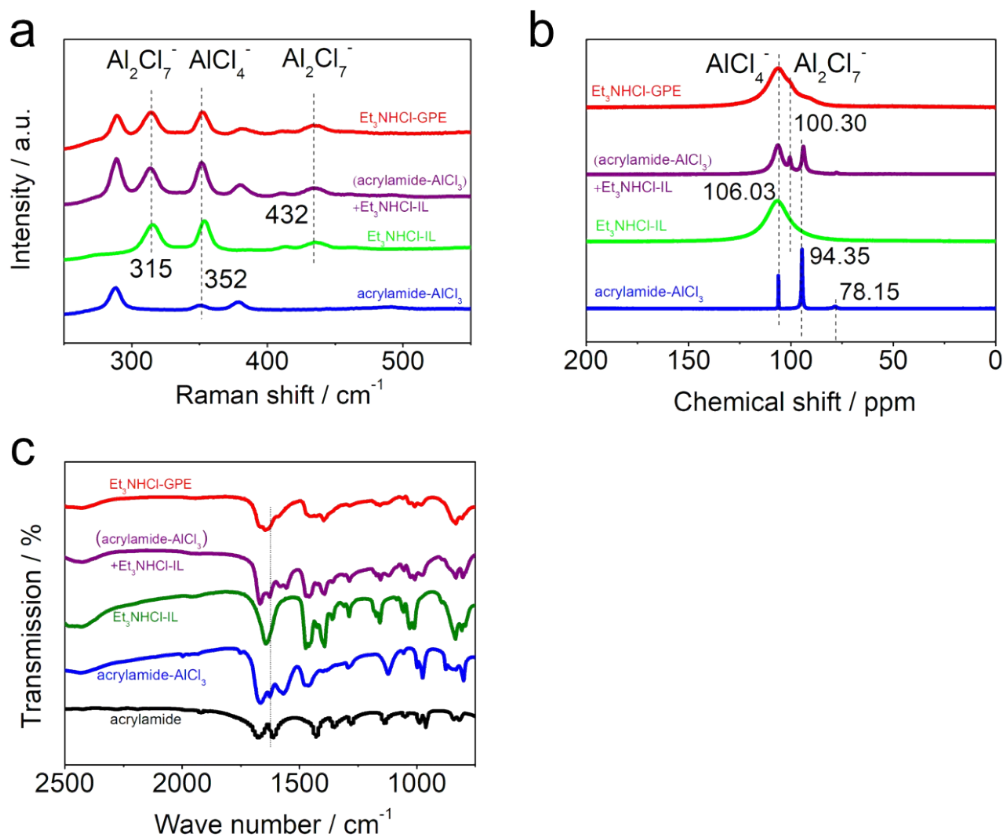 a
Al₂Cl₇⁻ AlCl₄⁻ Al₂Cl₇⁻
Et₃NHCl-GPE
(acrylamide-AlCl₃)
+Et₃NHCl-IL
432
Et₃NHCl-IL
315
352
acrylamide-AlCl₃
Intensity / a.u.
300 400 500
Raman shift / cm⁻¹
b
AlCl₄⁻ Al₂Cl₇⁻
Et₃NHCl-GPE
100.30
(acrylamide-AlCl₃)
+Et₃NHCl-IL
106.03
Et₃NHCl-IL
94.35
78.15
acrylamide-AlCl₃
200 150 100 50 0
Chemical shift / ppm
c
Et₃NHCl-GPE
(acrylamide-AlCl₃)
+Et₃NHCl-IL
Et₃NHCl-IL
acrylamide-AlCl₃
acrylamide
Transmission / %
2500 2000 1500 1000
Wave number / cm⁻¹